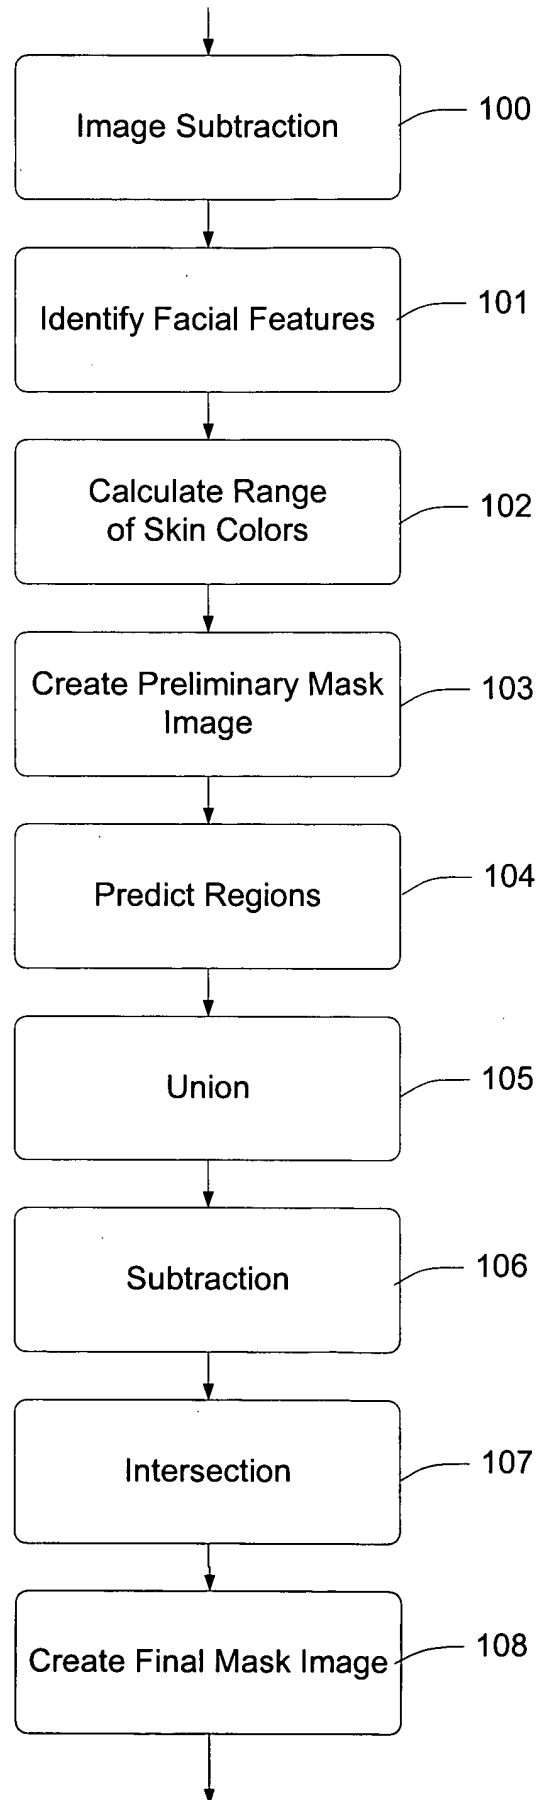 Image Subtraction
100
Identify Facial Features
101
Calculate Range
of Skin Colors
102
Create Preliminary Mask
Image
103
Predict Regions
104
Union
105
Subtraction
106
Intersection
107
Create Final Mask Image
108